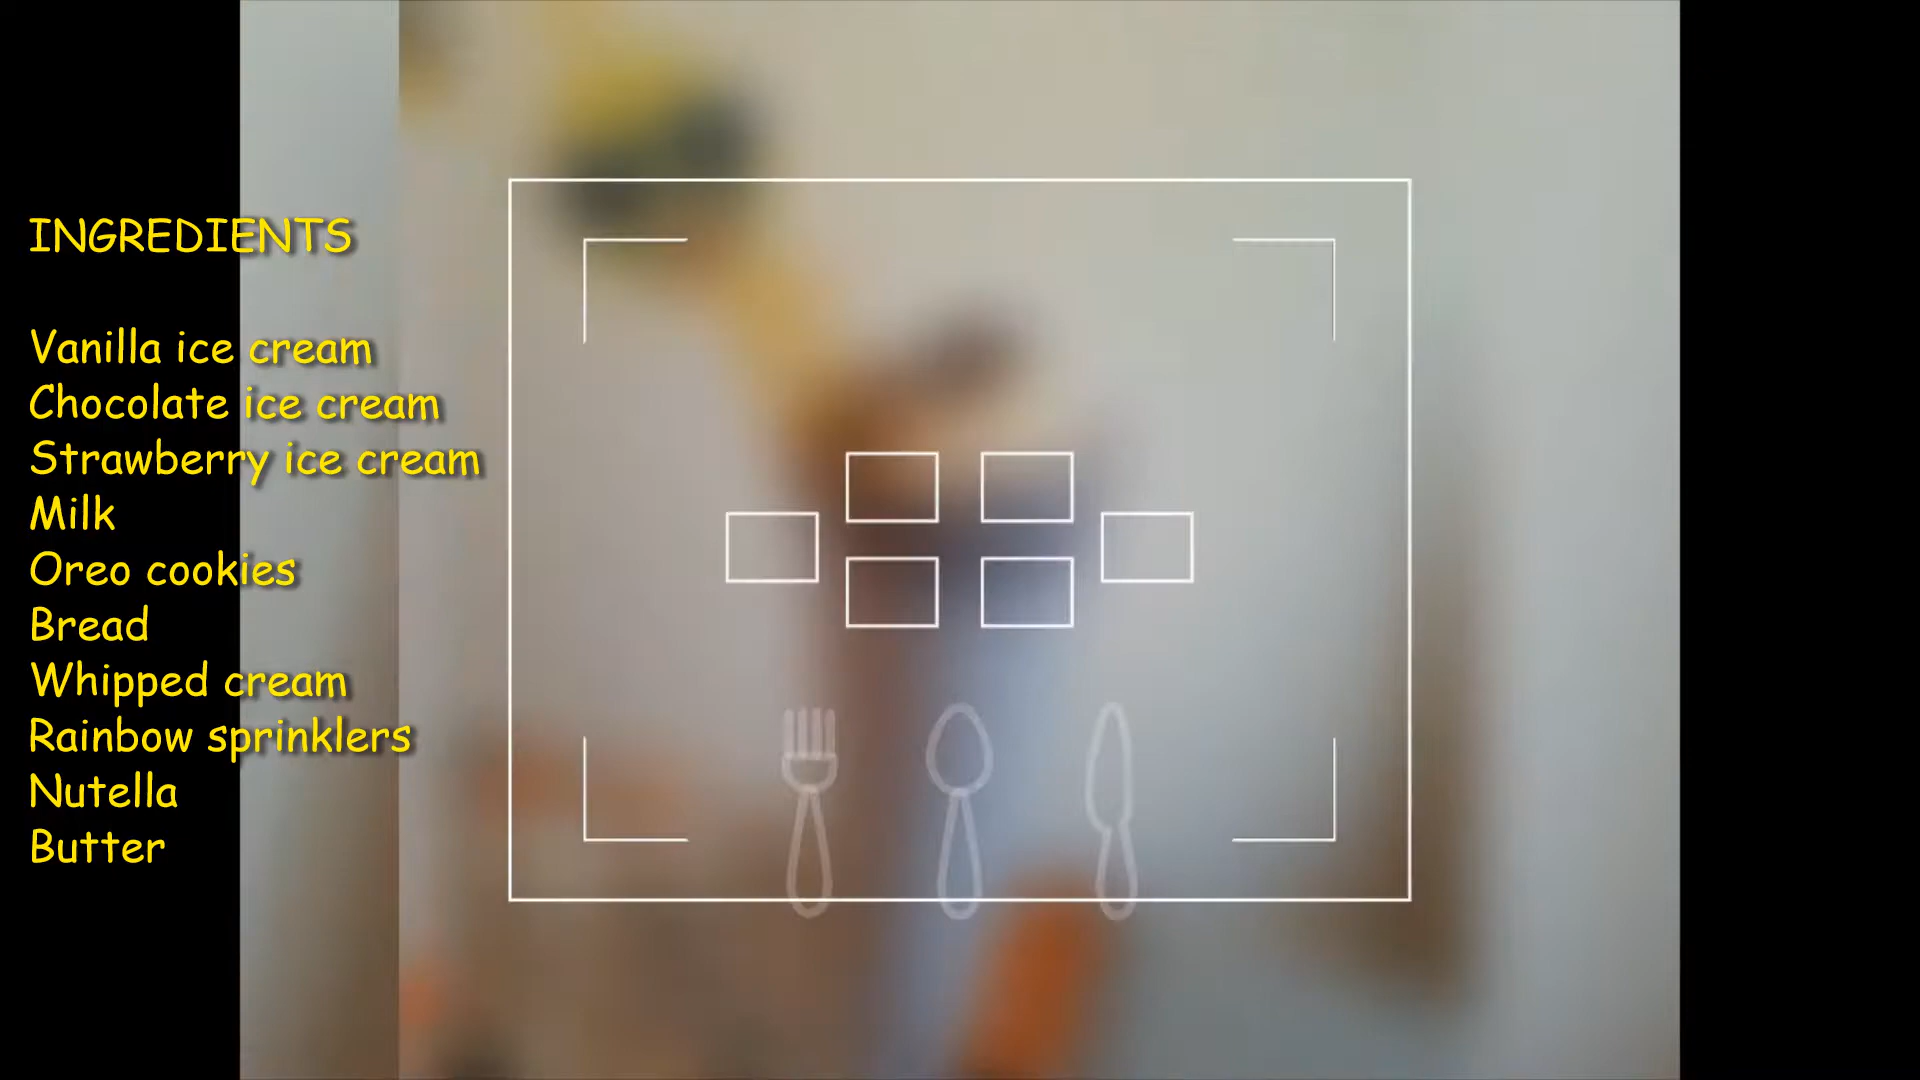 INGREDIENTS
Vanilla ice cream
Chocolate ice cream
Strawberry ice cream
Milk
Oreo cookies
Bread
Whipped cream
Rainbow sprinklers
Nutella
Butter